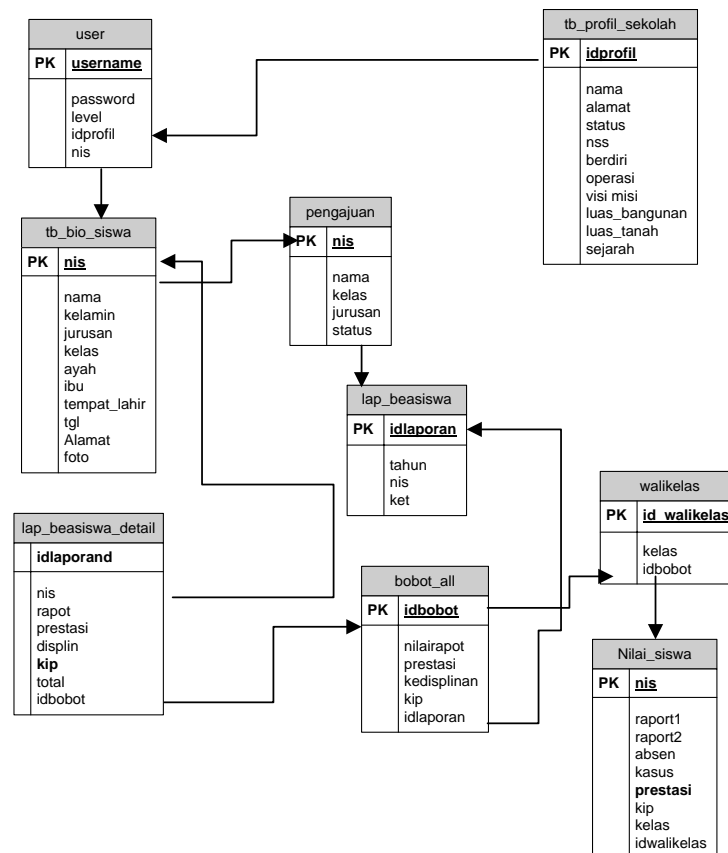 user
PK username
password
level
idprofil
nis
tb_profil_sekolah
PK idprofil
nama
alamat
status
nss
berdiri
operasi
visi misi
luas_bangunan
luas_tanah
sejarah
tb_bio_siswa
PK nis
nama
kelamin
jurusan
kelas
ayah
ibu
tempat_lahir
tgl
Alamat
foto
pengajuan
PK nis
nama
kelas
jurusan
status
lap_beasiswa
PK idlaporan
tahun
nis
ket
walikelas
PK id_walikelas
kelas
idbobot
lap_beasiswa_detail
idlaporand
nis
rapot
prestasi
displin
kip
total
idbobot
bobot_all
PK idbobot
nilairapot
prestasi
kedisplinan
kip
idlaporan
Nilai_siswa
PK nis
raport1
raport2
absen
kasus
prestasi
kip
kelas
idwalikelas